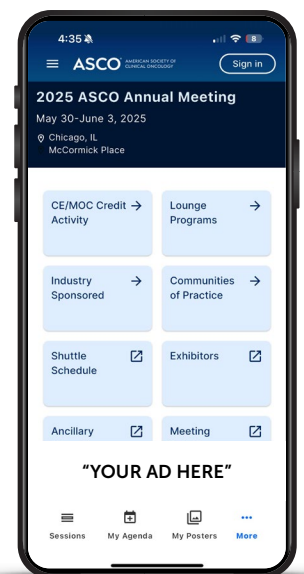 4:35
8
ASCO AMERICAN SOCIETY OF
CLINICAL ONCOLOGY
Sign in
2025 ASCO Annual Meeting
May 30-June 3, 2025
Chicago, IL
McCormick Place
CE/MOC Credit
Activity
Lounge
Programs
Industry
Sponsored
Communities
of Practice
Shuttle
Schedule
Exhibitors
Ancillary
Meeting
“YOUR AD HERE”
Sessions
My Agenda
My Posters
More